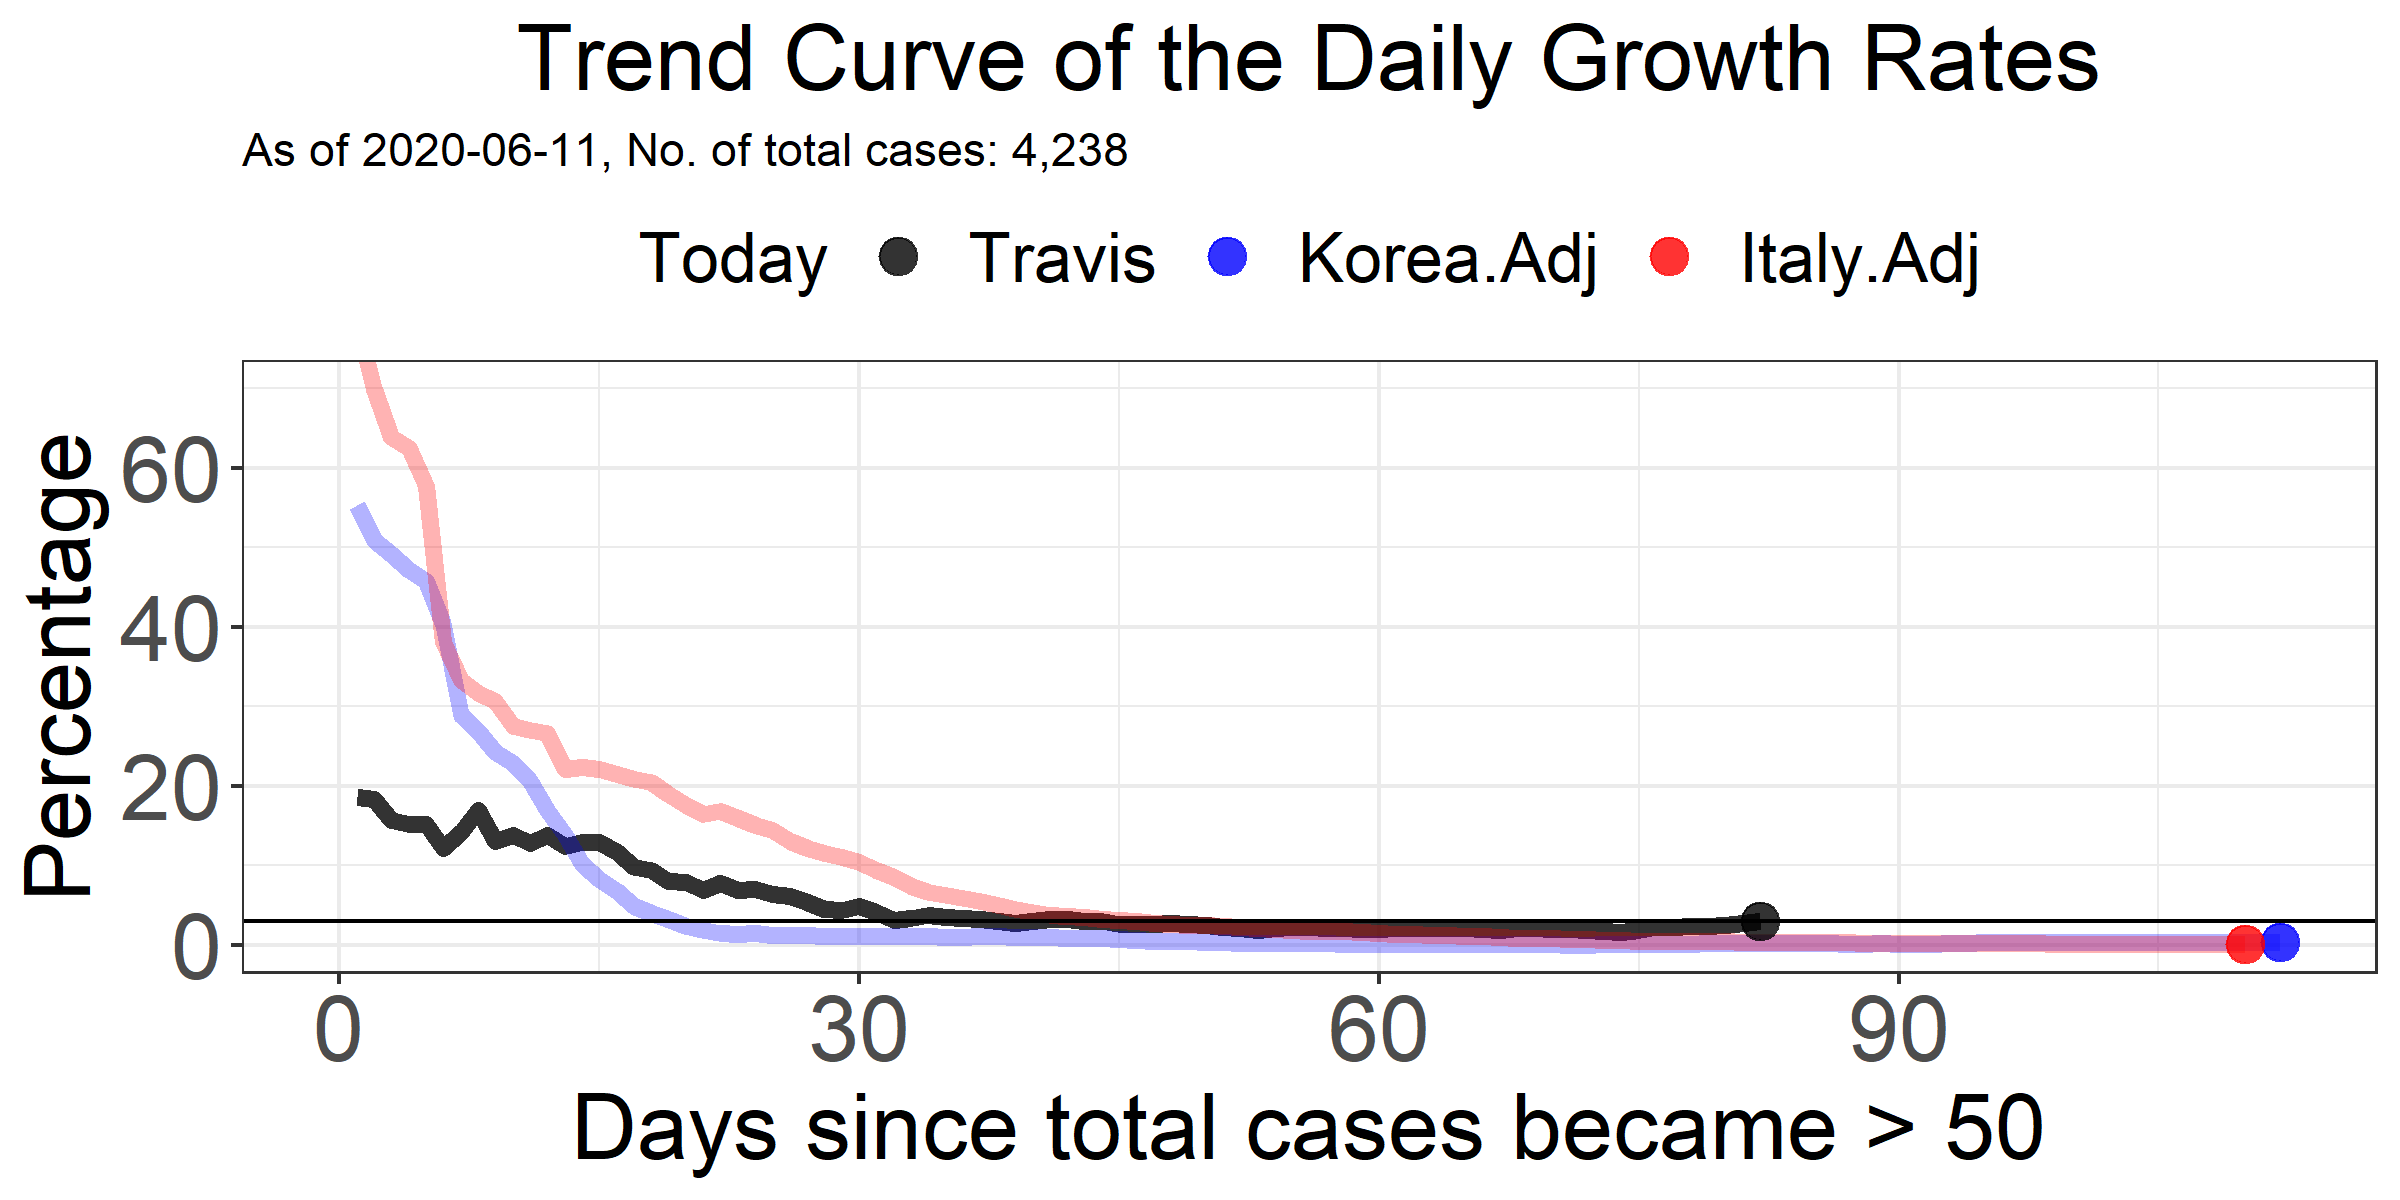 Trend Curve of the Daily Growth Rates
As of 2020-06-11, No. of total cases: 4,238
Today Travis Korea.Adj Italy.Adj
Percentage
60
40
20
0
0 30 60 90
Days since total cases became > 50